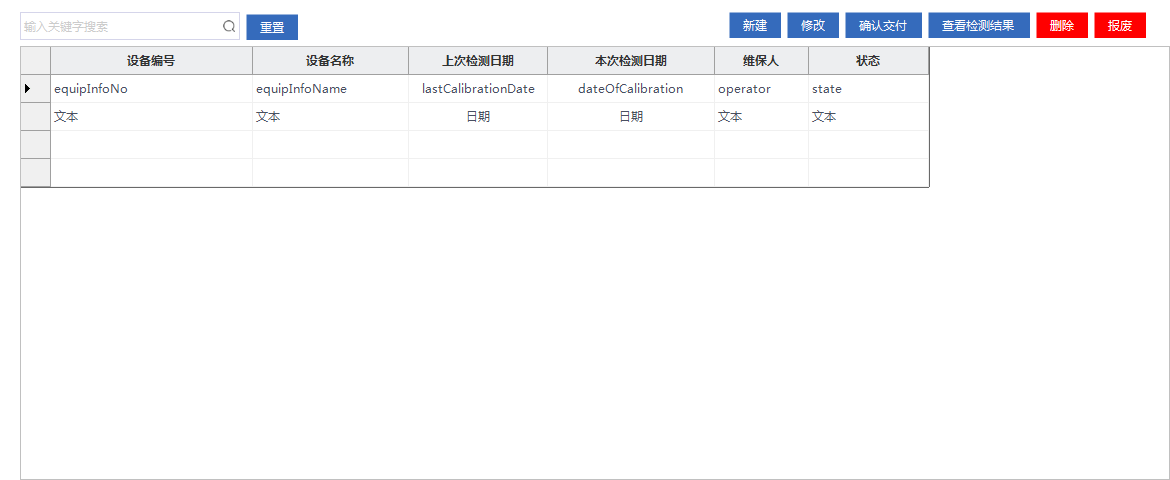 输入关键字搜索 重置 新建 修改 确认交付 查看检测结果 删除 报废
设备编号 设备名称 上次检测日期 本次检测日期 维保人 状态
equipInfoNo equipInfoName lastCalibrationDate dateOfCalibration operator state
文本 文本 日期 日期 文本 文本